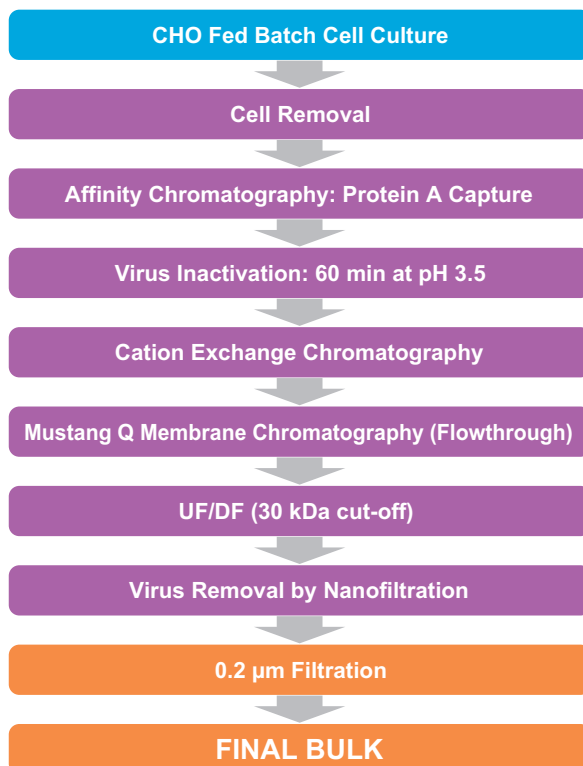 CHO Fed Batch Cell Culture
Cell Removal
Affinity Chromatography: Protein A Capture
Virus Inactivation: 60 min at pH 3.5
Cation Exchange Chromatography
Mustang Q Membrane Chromatography (Flowthrough)
UF/DF (30 kDa cut-off)
Virus Removal by Nanofiltration
0.2 µm Filtration
FINAL BULK